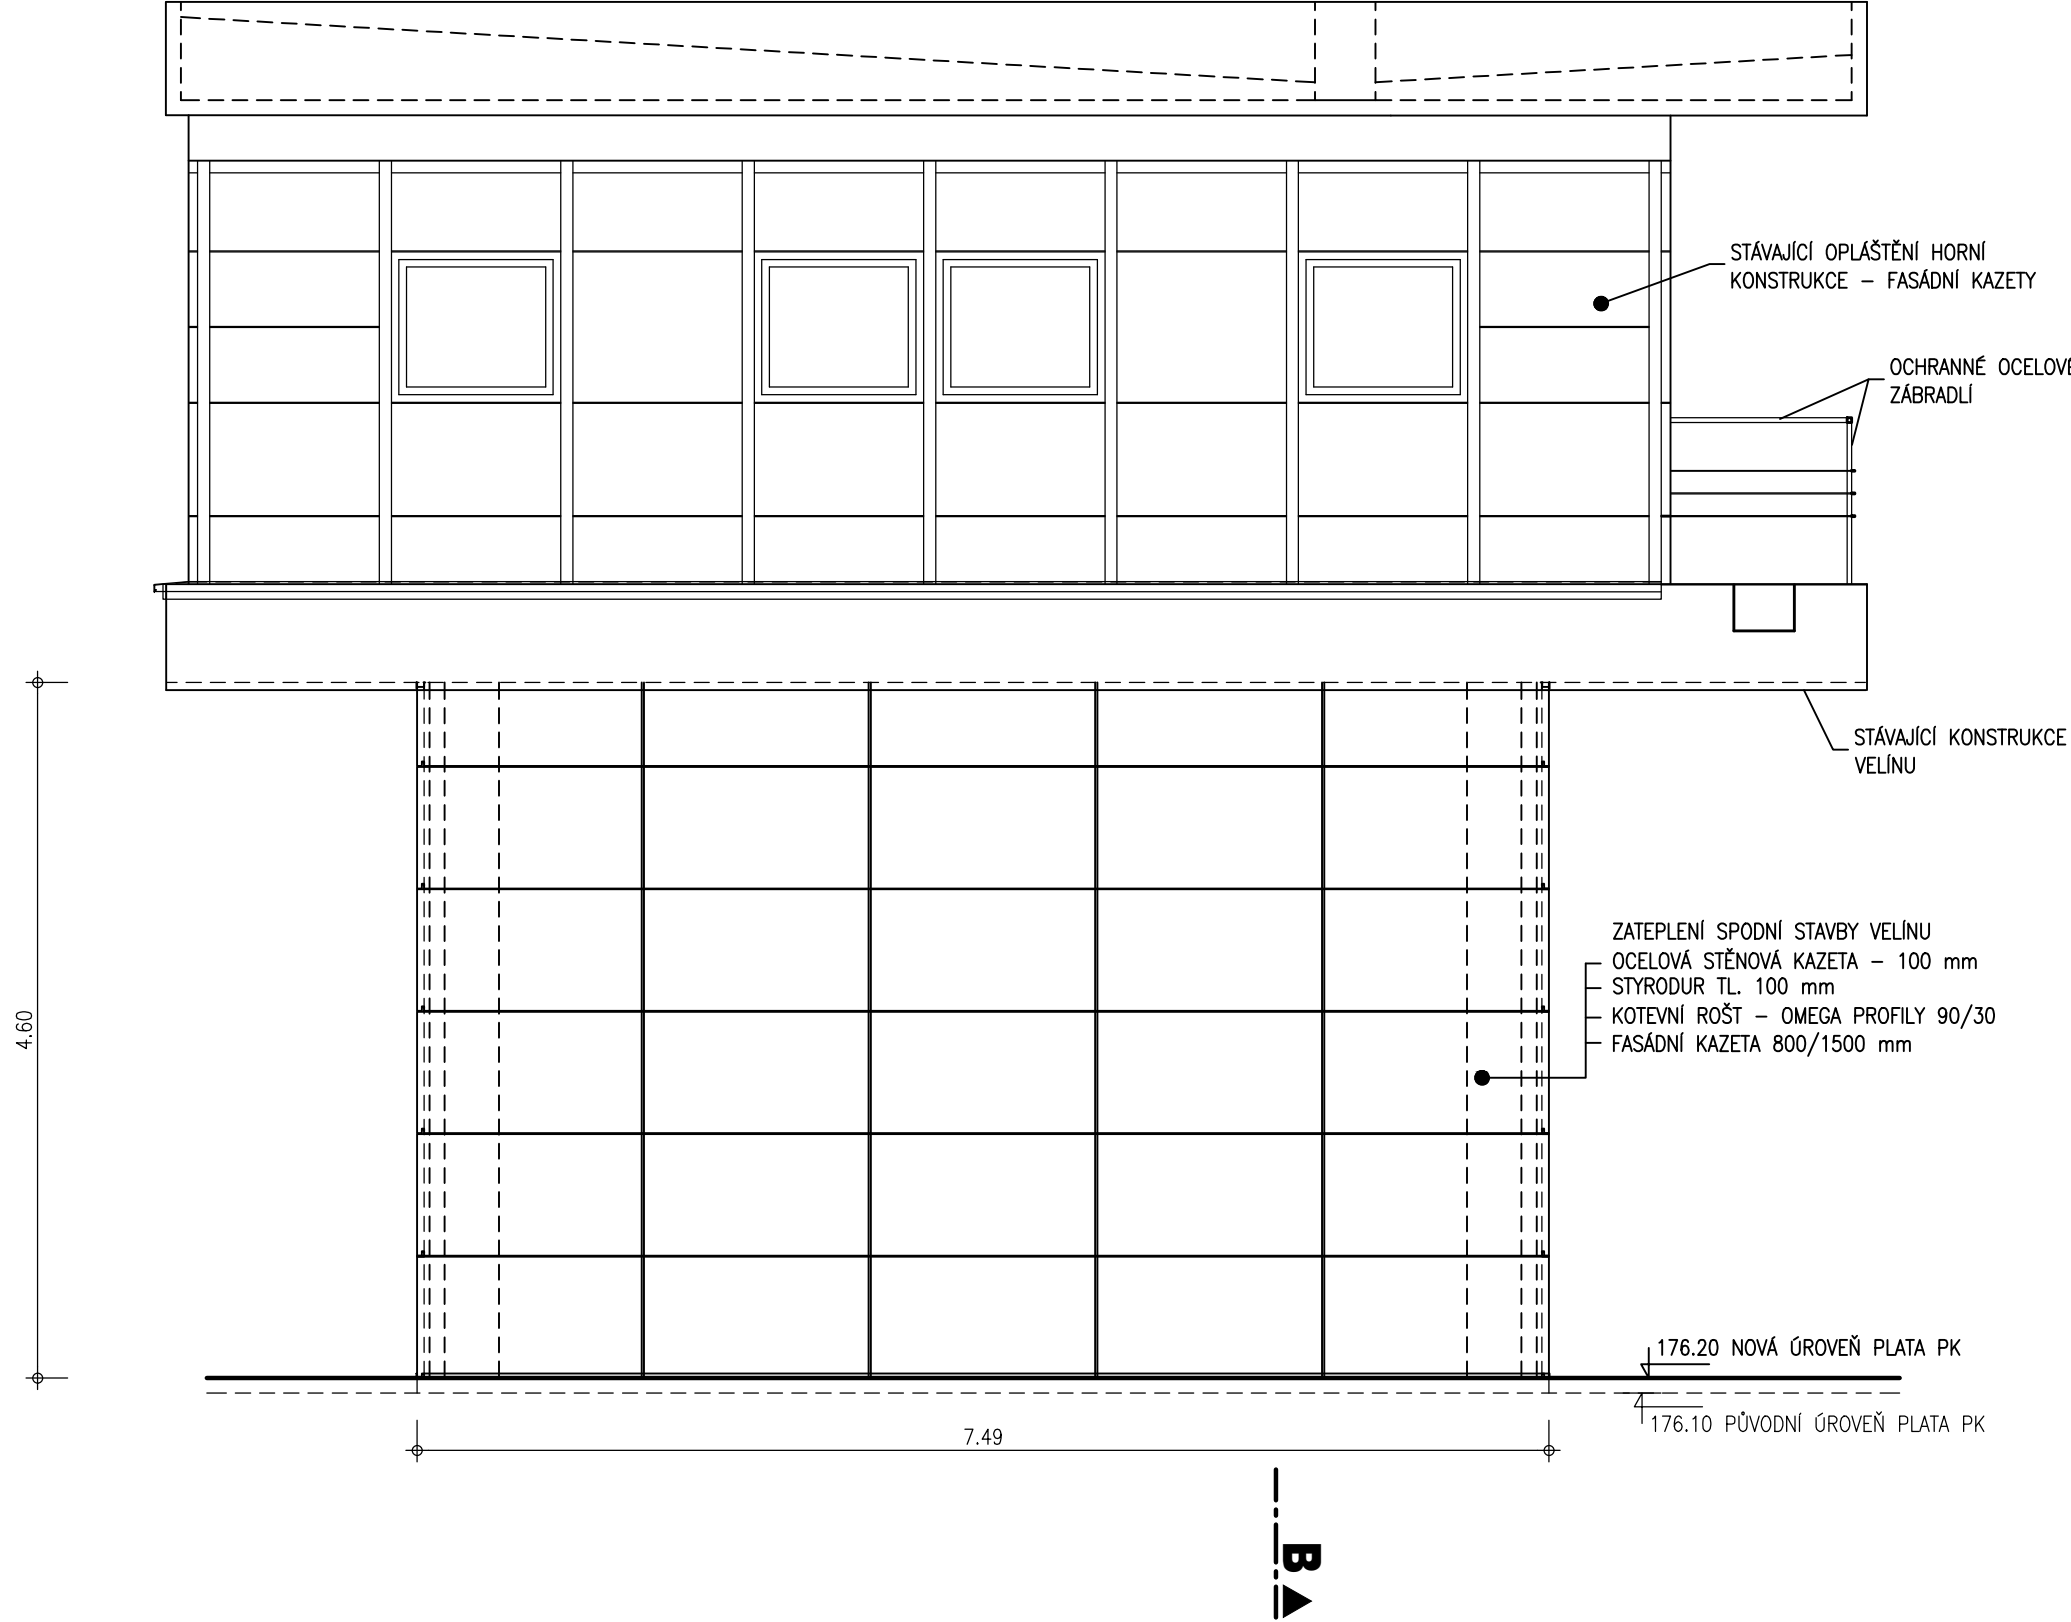 STÁVAJÍCÍ OPLÁŠTĚNÍ HORNÍ
KONSTRUKCE – FASÁDNÍ KAZETY
OCHRANNÉ OCELOVÉ
ZÁBRADLÍ
STÁVAJÍCÍ KONSTRUKCE
VELÍNU
ZATEPLENÍ SPODNÍ STAVBY VELÍNU
OCELOVÁ STĚNOVÁ KAZETA – 100 mm
STYRODUR TL. 100 mm
KOTEVNÍ ROŠT – OMEGA PROFILY 90/30
FASÁDNÍ KAZETA 800/1500 mm
4.60
176.20 NOVÁ ÚROVEŇ PLATA PK
176.10 PŮVODNÍ ÚROVEŇ PLATA PK
7.49
B